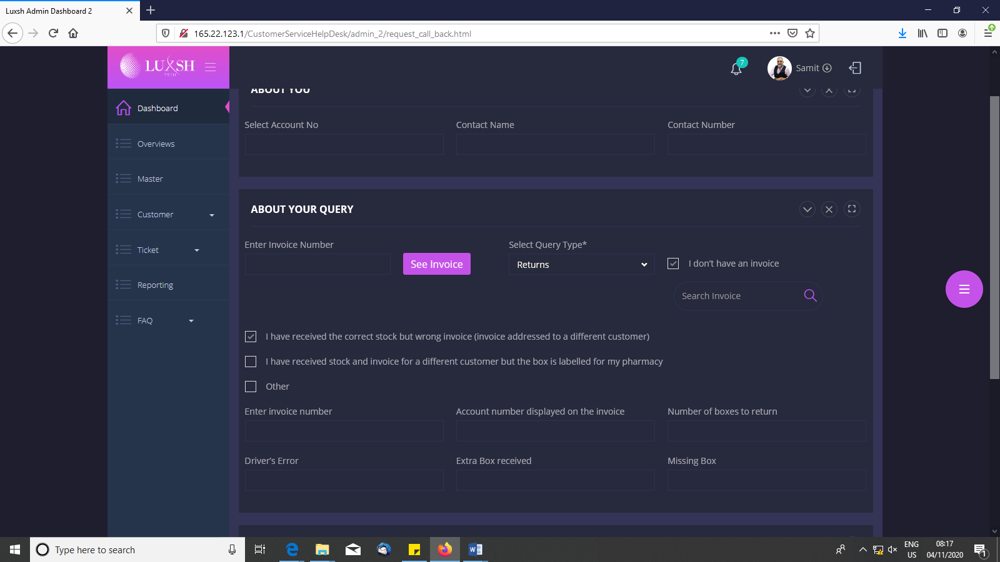 Luxsh Admin Dashboard 2
165.22.123.1/CustomerServiceHelpDesk/admin_2/request_call_back.html
LUXSH
TECH
7
Samit
Dashboard
Overviews
Master
Customer
Ticket
Reporting
FAQ
ABOUT YOU
Select Account No
Contact Name
Contact Number
ABOUT YOUR QUERY
Enter Invoice Number
See Invoice
Select Query Type*
Returns
I don't have an invoice
Search Invoice
I have received the correct stock but wrong invoice (invoice addressed to a different customer)
I have received stock and invoice for a different customer but the box is labelled for my pharmacy
Other
Enter invoice number
Account number displayed on the invoice
Number of boxes to return
Driver's Error
Extra Box received
Missing Box
Type here to search
ENG
US
08:17
04/11/2020
1